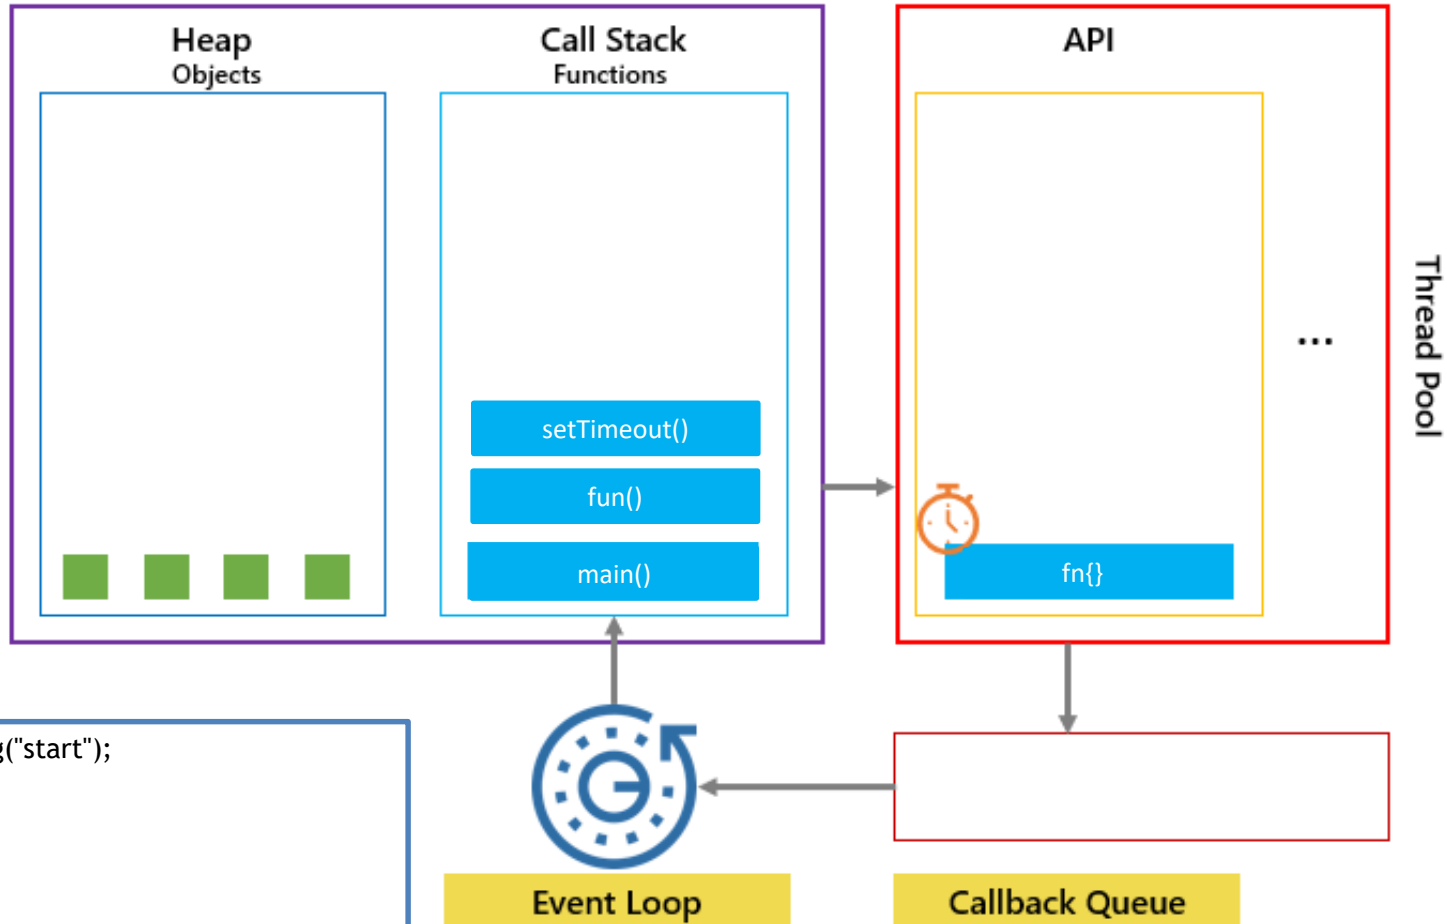 Heap
Objects
Call Stack
Functions
API
setTimeout()
fun()
main()
fn{}
...
Thread Pool
g("start");
Event Loop
Callback Queue